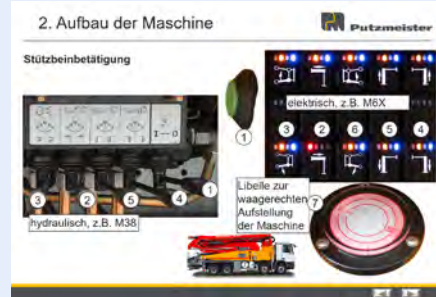 2. Aufbau der Maschine
Putzmeister
Stützbeinbetätigung
elektrisch, z.B. M6X
1
3
2
6
5
4
3
2
5
4
1
hydraulisch, z.B. M38
Libelle zur
waagerechten
Aufstellung
der Maschine
7